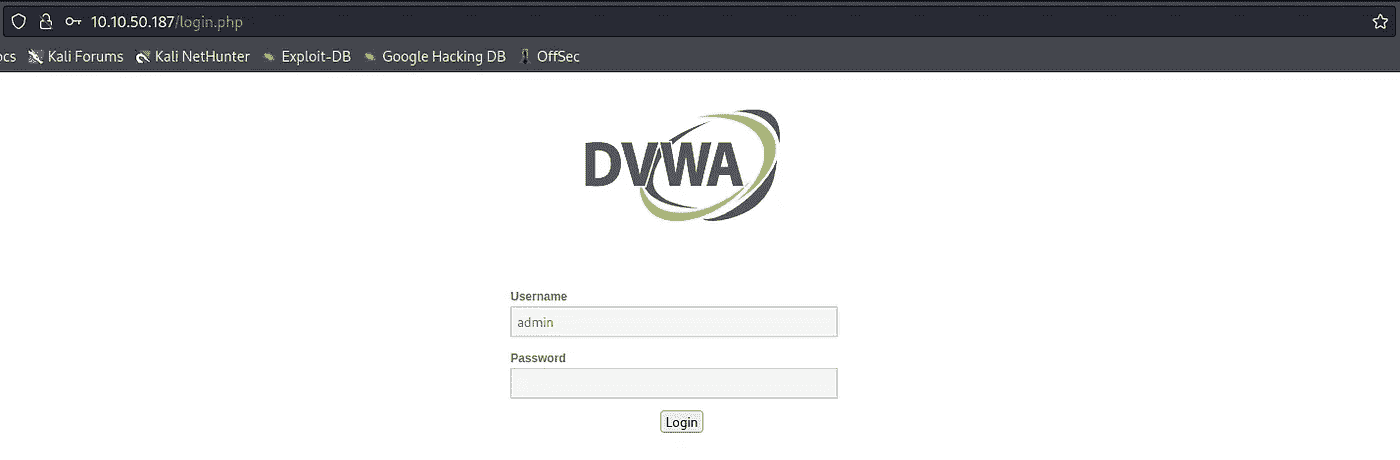 10.10.50.187/login.php
ocs Kali Forums Kali NetHunter Exploit-DB Google Hacking DB OffSec
DVWA
Username
admin
Password
Login